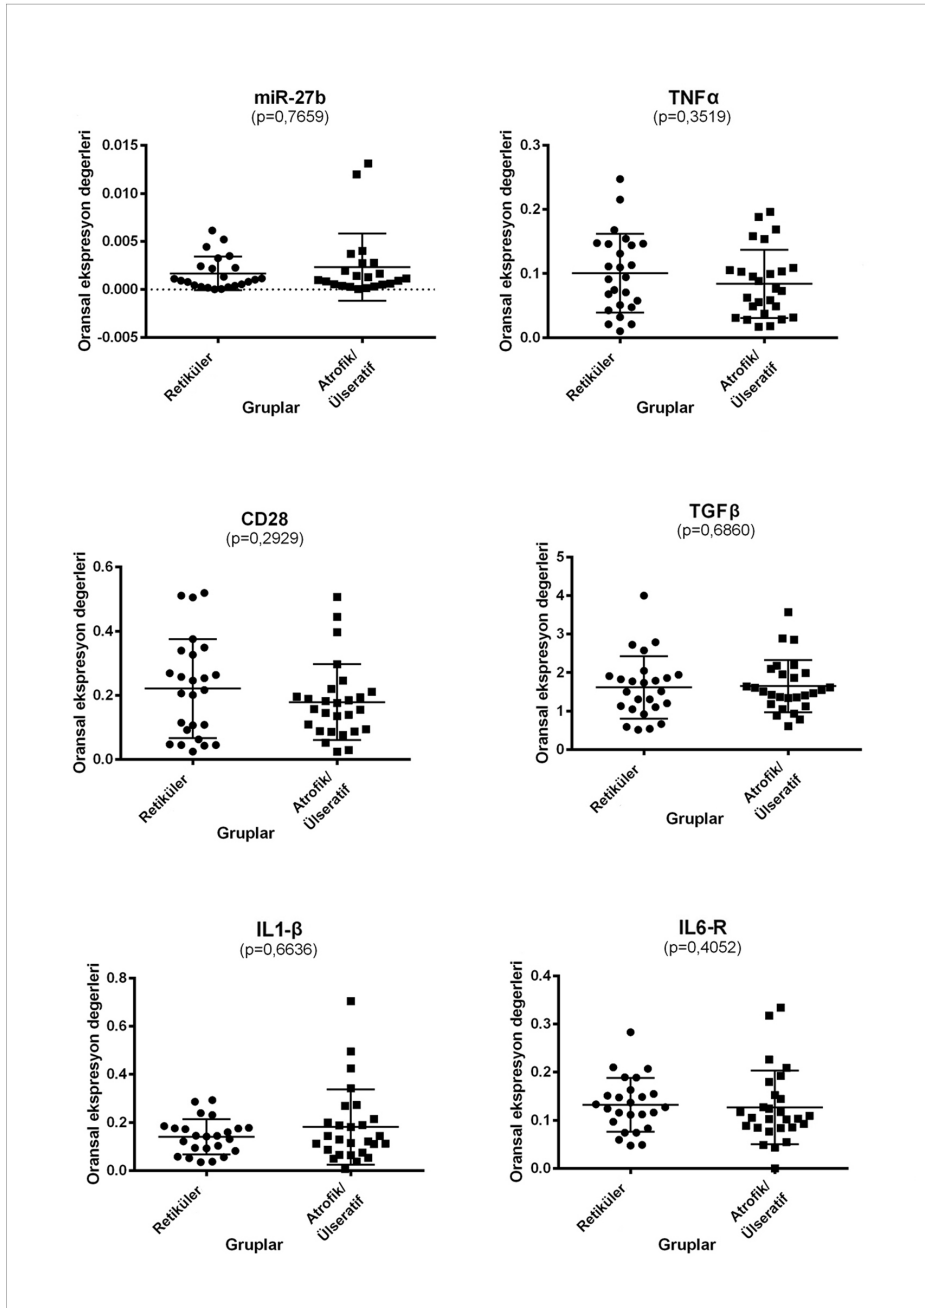 miR-27b
(p=0,7659)
Oransal ekspresyon degerleri
0.015
0.010
0.005
0.000
-0.005
Retiküler
Atrofik/
Ülseratif
Gruplar
TNFα
(p=0,3519)
Oransal ekspresyon degerleri
0.3
0.2
0.1
0.0
Retiküler
Atrofik/
Ülseratif
Gruplar
CD28
(p=0,2929)
Oransal ekspresyon degerleri
0.6
0.4
0.2
0.0
Retiküler
Atrofik/
Ülseratif
Gruplar
TGFβ
(p=0,6860)
Oransal ekspresyon degerleri
5
4
3
2
1
0
Retiküler
Atrofik/
Ülseratif
Gruplar
IL1-β
(p=0,6636)
Oransal ekspresyon degerleri
0.8
0.6
0.4
0.2
0.0
Retiküler
Atrofik/
Ülseratif
Gruplar
IL6-R
(p=0,4052)
Oransal ekspresyon degerleri
0.4
0.3
0.2
0.1
0.0
Retiküler
Atrofik/
Ülseratif
Gruplar